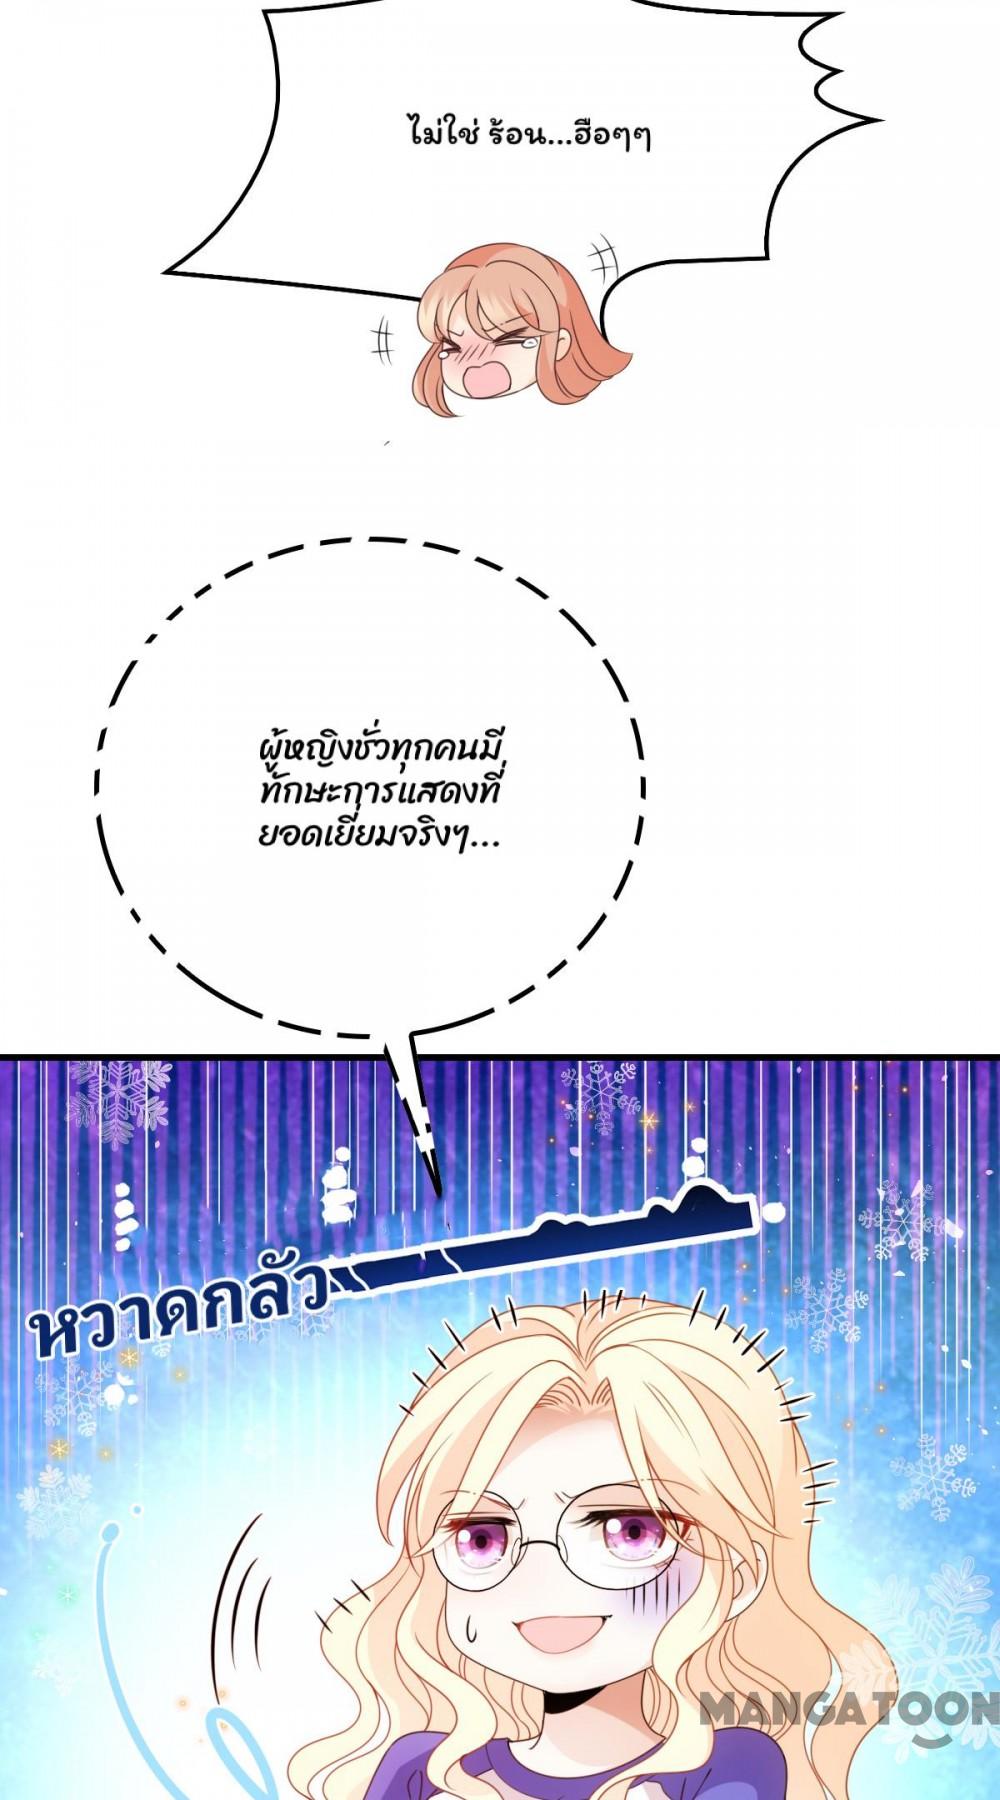 ไม่ใช่ ร้อน...ฮือๆๆ
ผู้หญิงชั่วทุกคนมี
ทักษะการแสดงที่
ยอดเยี่ยมจริงๆ...
หวาดกลัว
MANGATOON